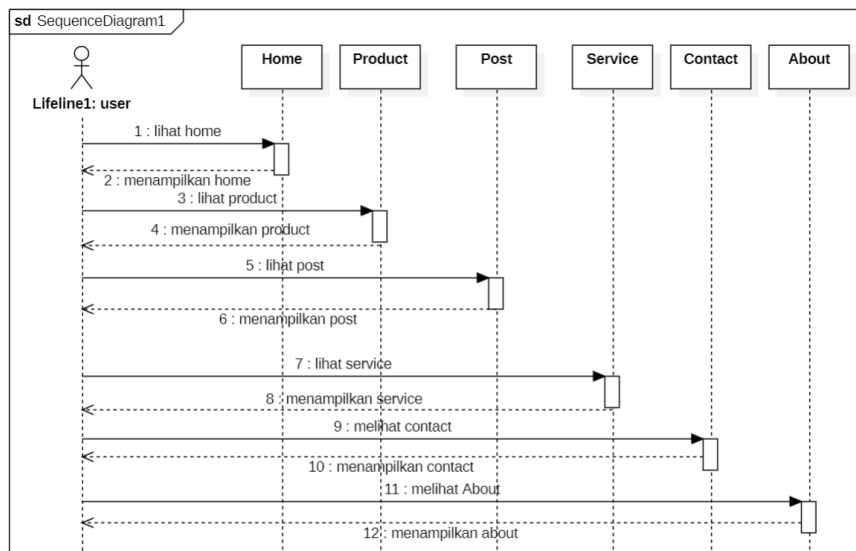 sd SequenceDiagram1
Home
Product
Post
Service
Contact
About
Lifeline1: user
1 : lihat home
2 : menampilkan home
3 : lihat product
4 : menampilkan product
5 : lihat post
6 : menampilkan post
7 : lihat service
8 : menampilkan service
9 : melihat contact
10 : menampilkan contact
11 : melihat About
12 : menampilkan about